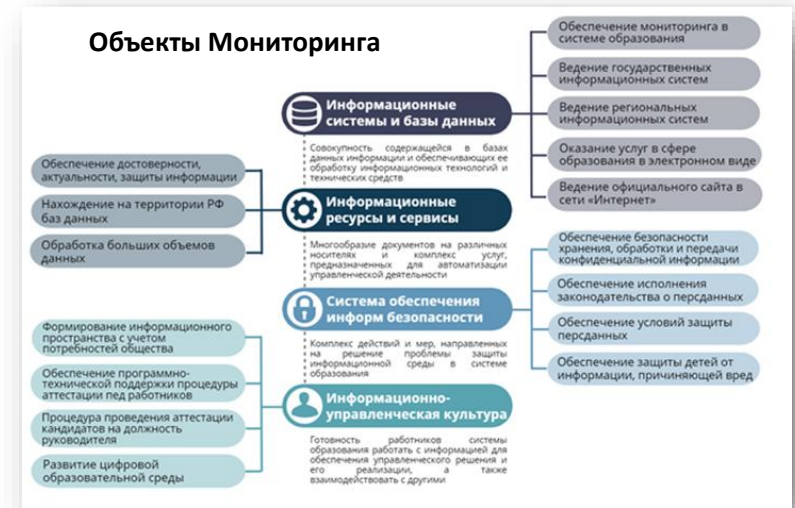 Объекты Мониторинга
Информационные
системы и базы данных
Совокупность содержащейся в базах
данных информации и обеспечивающих ее
обработку информационных технологий и
технических средств
Обеспечение мониторинга в
системе образования
Ведение государственных
информационных систем
Ведение региональных
информационных систем
Оказание услуг в сфере
образования в электронном виде
Ведение официального сайта в
сети «Интернет»
Информационные
ресурсы и сервисы
Многообразие документов на различных
носителях и комплекс услуг,
предназначенных для автоматизации
управленческой деятельности
Обеспечение достоверности,
актуальности, защиты информации
Нахождение на территории РФ
баз данных
Обработка больших объемов
данных
Система обеспечения
информ безопасности
Комплекс действий и мер, направленных
на решение проблемы защиты
информационной среды в системе
образования
Обеспечение безопасности
хранения, обработки и передачи
конфиденциальной информации
Обеспечение исполнения
законодательства о персданных
Обеспечение условий защиты
персданных
Обеспечение защиты детей от
информации, причиняющей вред
Информационно-
управленческая культура
Готовность работников системы
образования работать с информацией для
обеспечения управленческого решения и
его реализации, а также
взаимодействовать с другими
Формирование информационного
пространства с учетом
потребностей общества
Обеспечение программно-
технической поддержки процедуры
аттестации пед работников
Процедура проведения аттестации
кандидатов на должность
руководителя
Развитие цифровой
образовательной среды